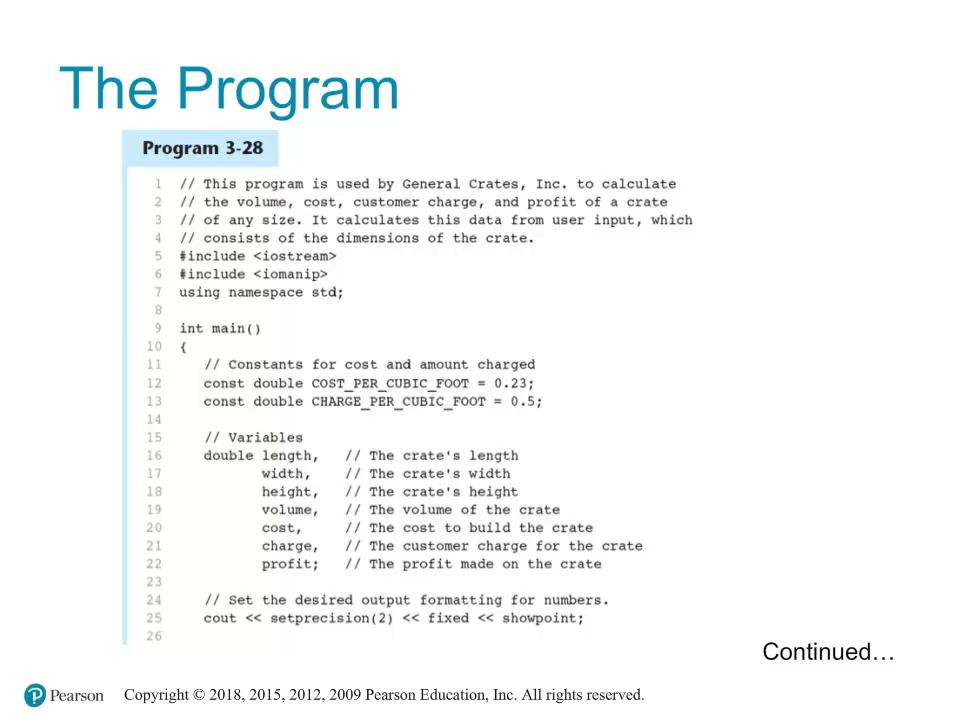 The Program
Program 3-28
1 // This program is used by General Crates, Inc. to calculate
2 // the volume, cost, customer charge, and profit of a crate
3 // of any size. It calculates this data from user input, which
4 // consists of the dimensions of the crate.
5 #include <iostream>
6 #include <iomanip>
7 using namespace std;
8
9 int main()
10 {
11    // Constants for cost and amount charged
12    const double COST_PER_CUBIC_FOOT = 0.23;
13    const double CHARGE_PER_CUBIC_FOOT = 0.5;
14
15    // Variables
16    double length,   // The crate's length
17           width,    // The crate's width
18           height,   // The crate's height
19           volume,   // The volume of the crate
20           cost,     // The cost to build the crate
21           charge,   // The customer charge for the crate
22           profit;   // The profit made on the crate
23
24    // Set the desired output formatting for numbers.
25    cout << setprecision(2) << fixed << showpoint;
26
Continued…
P Pearson Copyright © 2018, 2015, 2012, 2009 Pearson Education, Inc. All rights reserved.